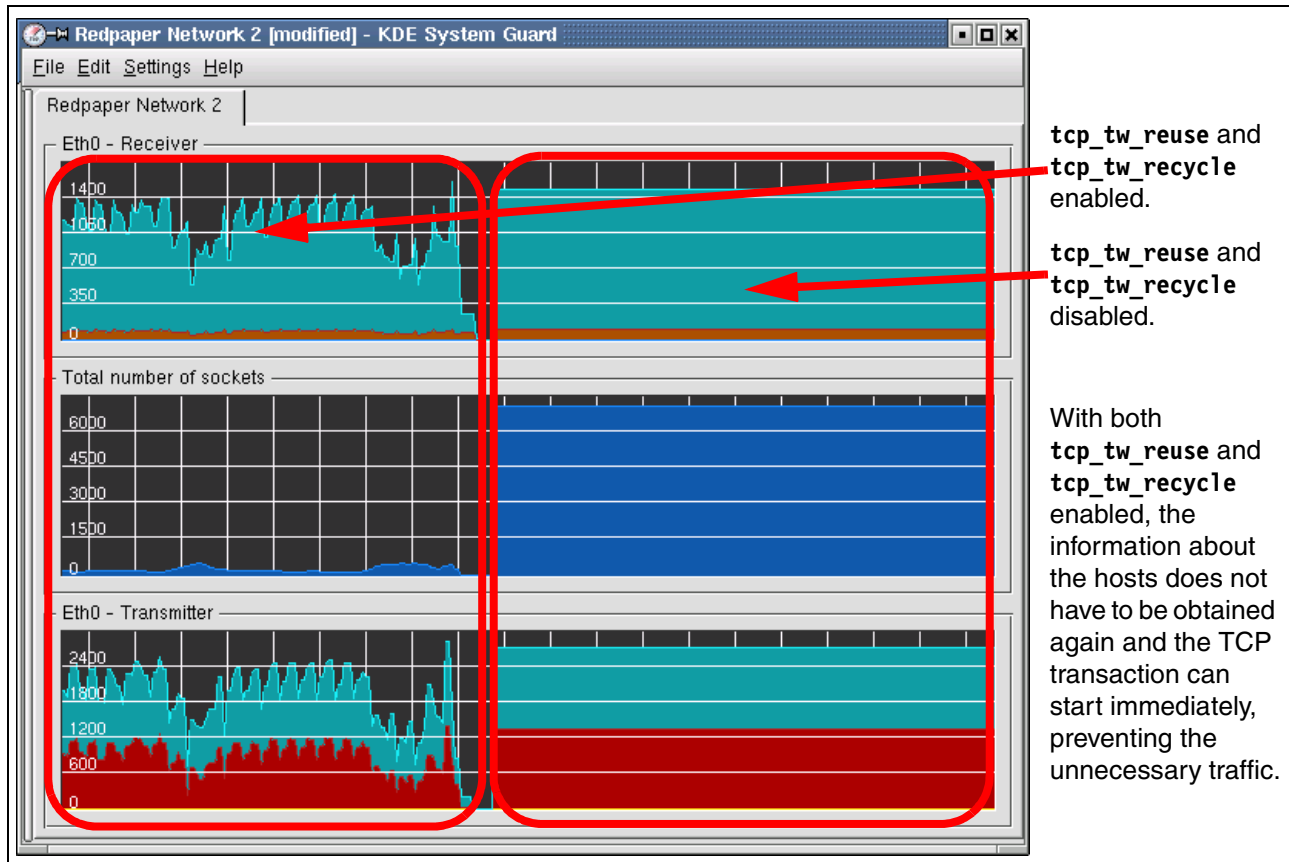 Redpaper Network 2 [modified] - KDE System Guard
File Edit Settings Help
Redpaper Network 2
Eth0 - Receiver
1400
1050
700
350
0
Total number of sockets
6000
4500
3000
1500
0
Eth0 - Transmitter
2400
1800
1200
600
0
tcp_tw_reuse and
tcp_tw_recycle
enabled.
tcp_tw_reuse and
tcp_tw_recycle
disabled.
With both
tcp_tw_reuse and
tcp_tw_recycle
enabled, the
information about
the hosts does not
have to be obtained
again and the TCP
transaction can
start immediately,
preventing the
unnecessary traffic.